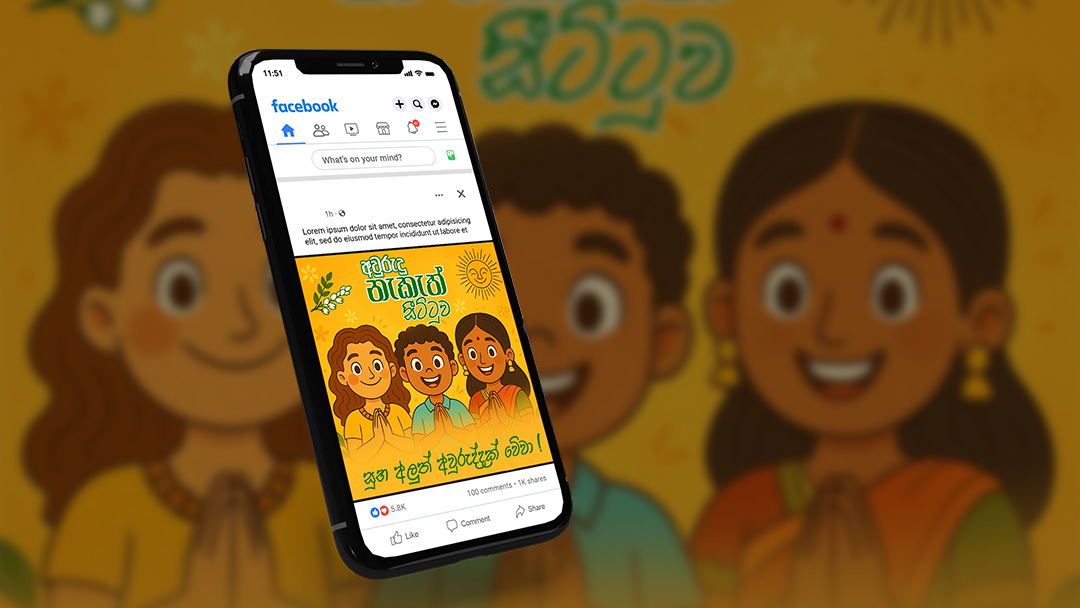 සීට්ටුව
11:51
facebook
What's on your mind?
1h
Lorem ipsum dolor sit amet, consectetur adipisicing
elit, sed do eiusmod tempor incididunt ut labore et
අවුරුදු
නැකැත්
සීට්ටුව
සුභ අලුත් අවුරුද්දක් වේවා !
5.8K
100 comments • 1K shares
Like
Comment
Share